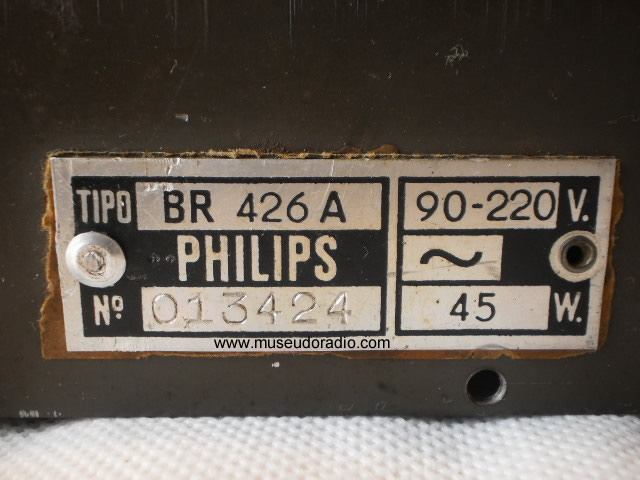 TIPO BR 426 A
PHILIPS
Nº 013424
90-220 V.
~
45 W.
www.museudoradio.com